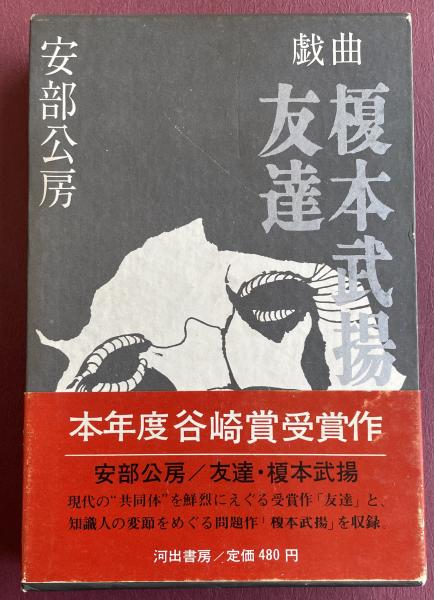 戯曲
友達
榎本武揚
安部公房
本年度谷崎賞受賞作
安部公房／友達・榎本武揚
現代の“共同体”を鮮烈にえぐる受賞作「友達」と、
知識人の変節をめぐる問題作「榎本武揚」を収録。
河出書房／定価480円